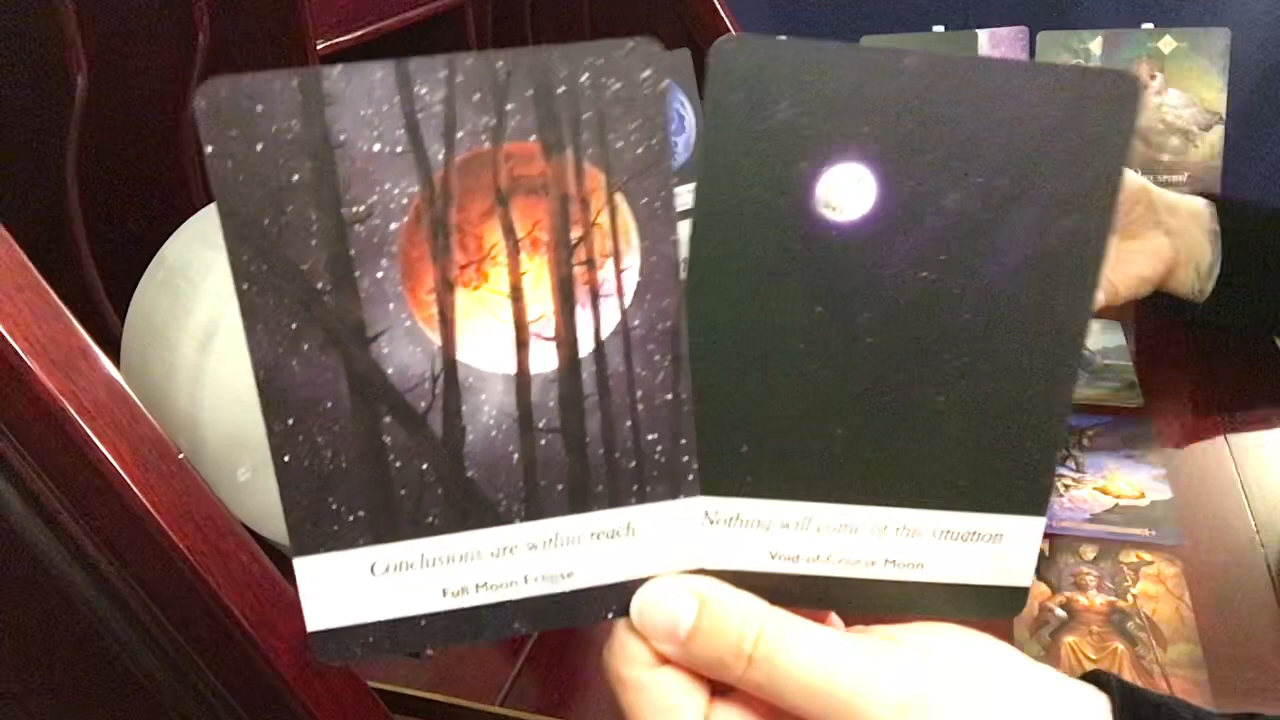 Conclusions are within reach
Full Moon Eclipse
Nothing will come of this situation
Void-of-Course Moon